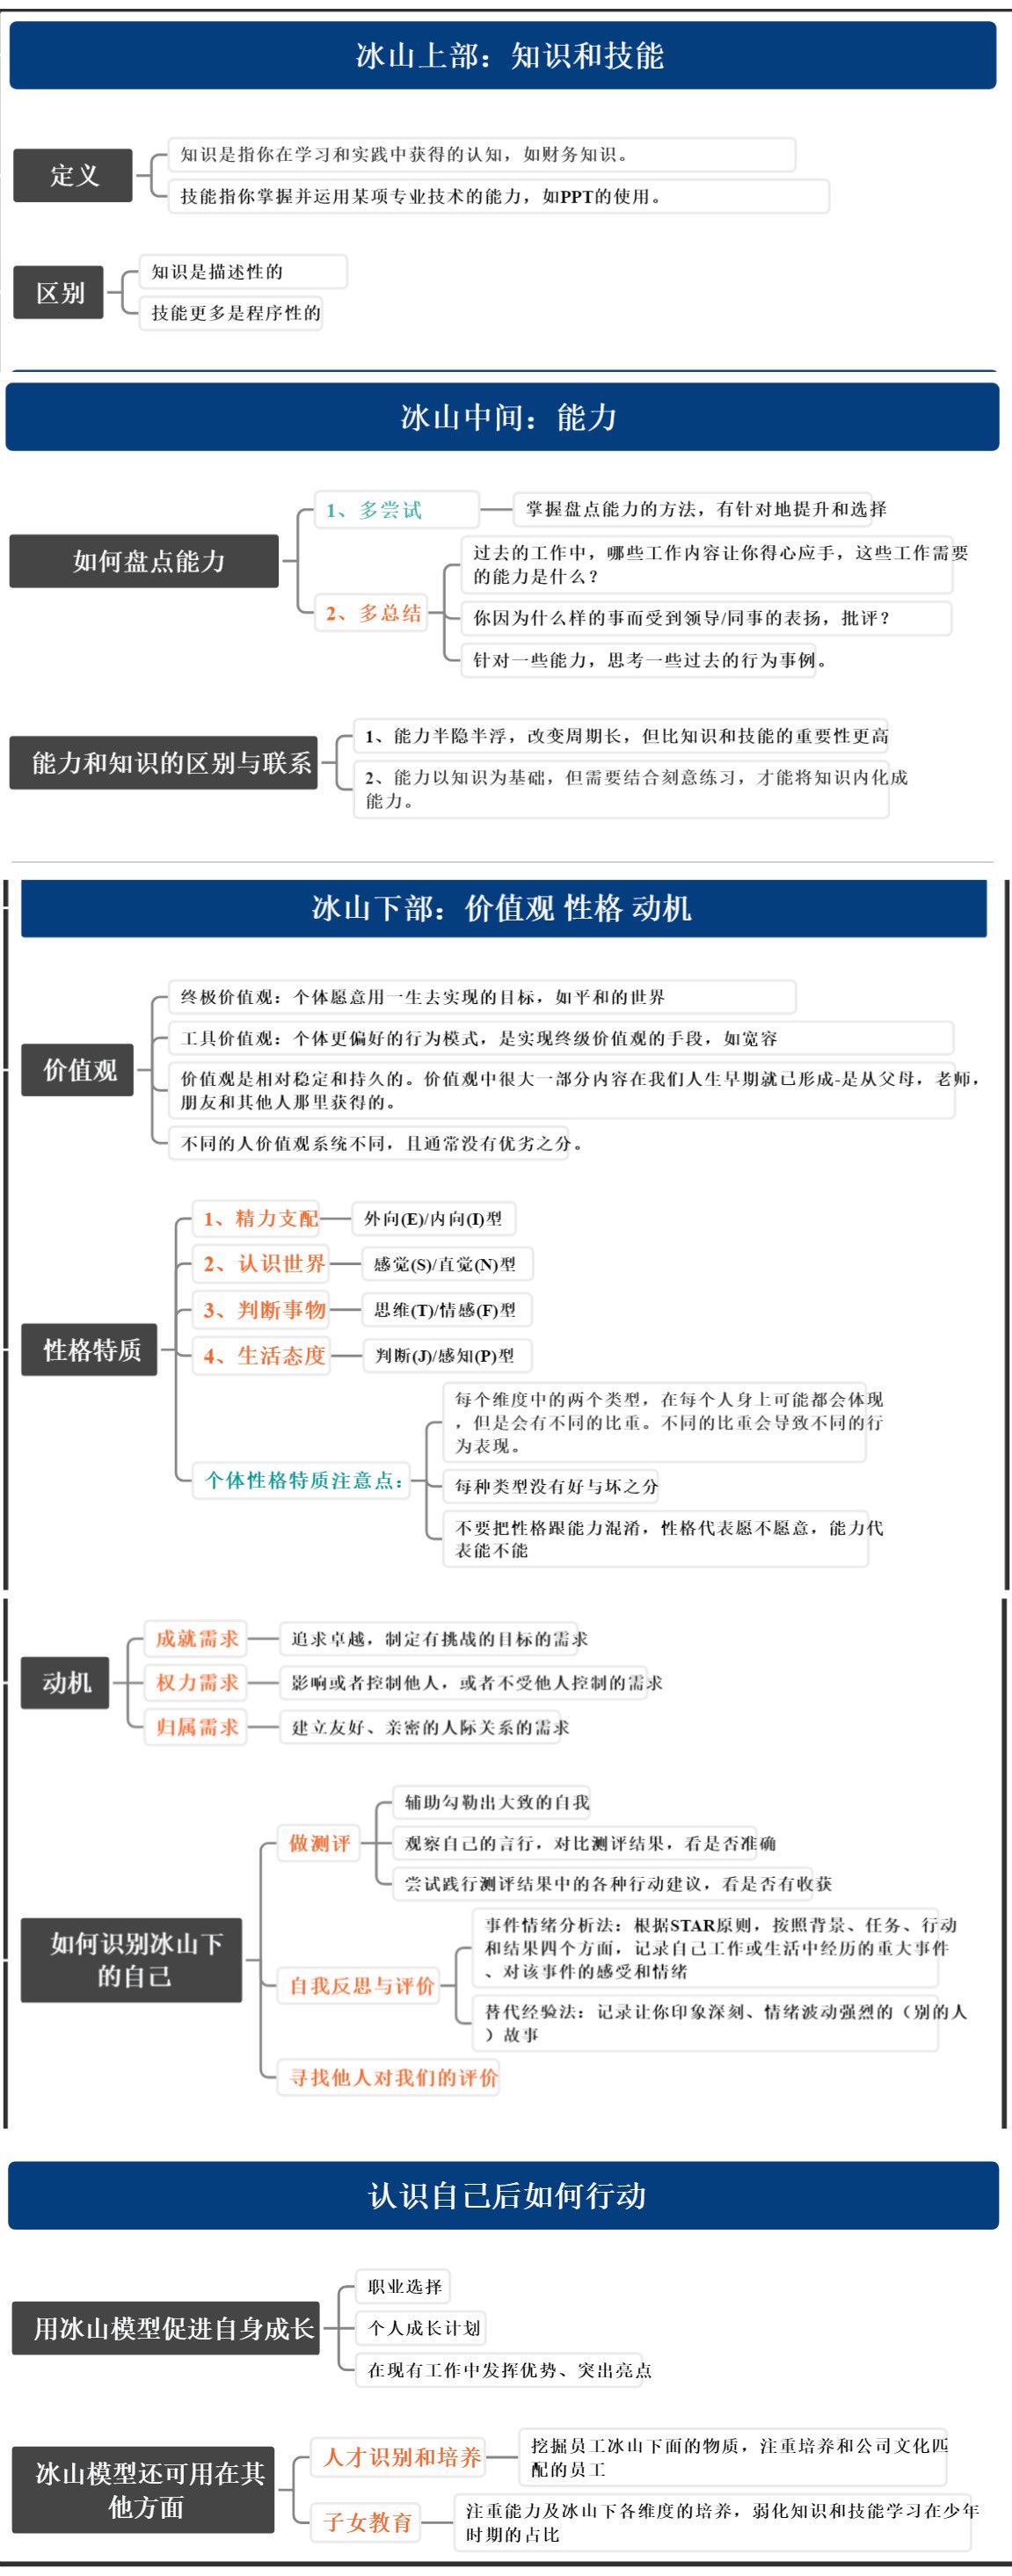 冰山上部：知识和技能
定义
知识是指你在学习和实践中获得的认知，如财务知识。
技能指你掌握并运用某项专业技术的能力，如PPT的使用。
区别
知识是描述性的
技能更多是程序性的
冰山中间：能力
如何盘点能力
1、多尝试
掌握盘点能力的方法，有针对地提升和选择
2、多总结
过去的工作中，哪些工作内容让你得心应手，这些工作需要
的能力是什么？
你因为什么样的事而受到领导/同事的表扬，批评？
针对一些能力，思考一些过去的行为事例。
能力和知识的区别与联系
1、能力半隐半浮，改变周期长，但比知识和技能的重要性更高
2、能力以知识为基础，但需要结合刻意练习，才能将知识内化成
能力。
冰山下部：价值观 性格 动机
价值观
终极价值观：个体愿意用一生去实现的目标，如平和的世界
工具价值观：个体更偏好的行为模式，是实现终级价值观的手段，如宽容
价值观是相对稳定和持久的。价值观中很大一部分内容在我们人生早期就已形成-是从父母，老师，
朋友和其他人那里获得的。
不同的人价值观系统不同，且通常没有优劣之分。
性格特质
1、精力支配
外向(E)/内向(I)型
2、认识世界
感觉(S)/直觉(N)型
3、判断事物
思维(T)/情感(F)型
4、生活态度
判断(J)/感知(P)型
个体性格特质注意点：
每个维度中的两个类型，在每个人身上可能都会体现
，但是会有不同的比重。不同的比重会导致不同的行
为表现。
每种类型没有好与坏之分
不要把性格跟能力混淆，性格代表愿不愿意，能力代
表能不能
动机
成就需求
追求卓越，制定有挑战的目标的需求
权力需求
影响或者控制他人，或者不受他人控制的需求
归属需求
建立友好、亲密的人际关系的需求
如何识别冰山下
的自己
做测评
辅助勾勒出大致的自我
观察自己的言行，对比测评结果，看是否准确
尝试践行测评结果中的各种行动建议，看是否有收获
自我反思与评价
事件情绪分析法：根据STAR原则，按照背景、任务、行动
和结果四个方面，记录自己工作或生活中经历的重大事件
、对该事件的感受和情绪
替代经验法：记录让你印象深刻、情绪波动强烈的（别的人
）故事
寻找他人对我们的评价
认识自己后如何行动
用冰山模型促进自身成长
职业选择
个人成长计划
在现有工作中发挥优势、突出亮点
冰山模型还可用在其
他方面
人才识别和培养
挖掘员工冰山下面的物质，注重培养和公司文化匹
配的员工
子女教育
注重能力及冰山下各维度的培养，弱化知识和技能学习在少年
时期的占比